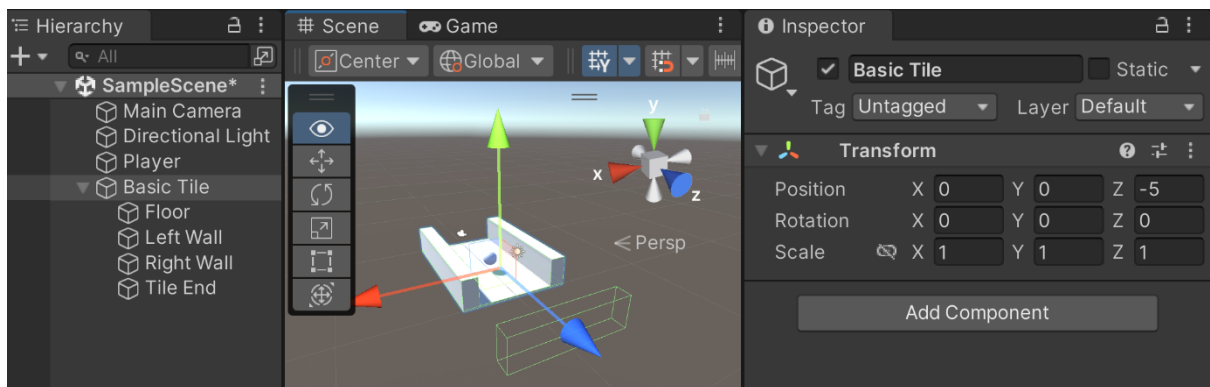 Hierarchy
All
SampleScene*
Main Camera
Directional Light
Player
Basic Tile
Floor
Left Wall
Right Wall
Tile End
Scene
Game
Center
Global
y
x
z
Persp
Inspector
Basic Tile
Static
Tag Untagged Layer Default
Transform
Position X 0 Y 0 Z -5
Rotation X 0 Y 0 Z 0
Scale X 1 Y 1 Z 1
Add Component